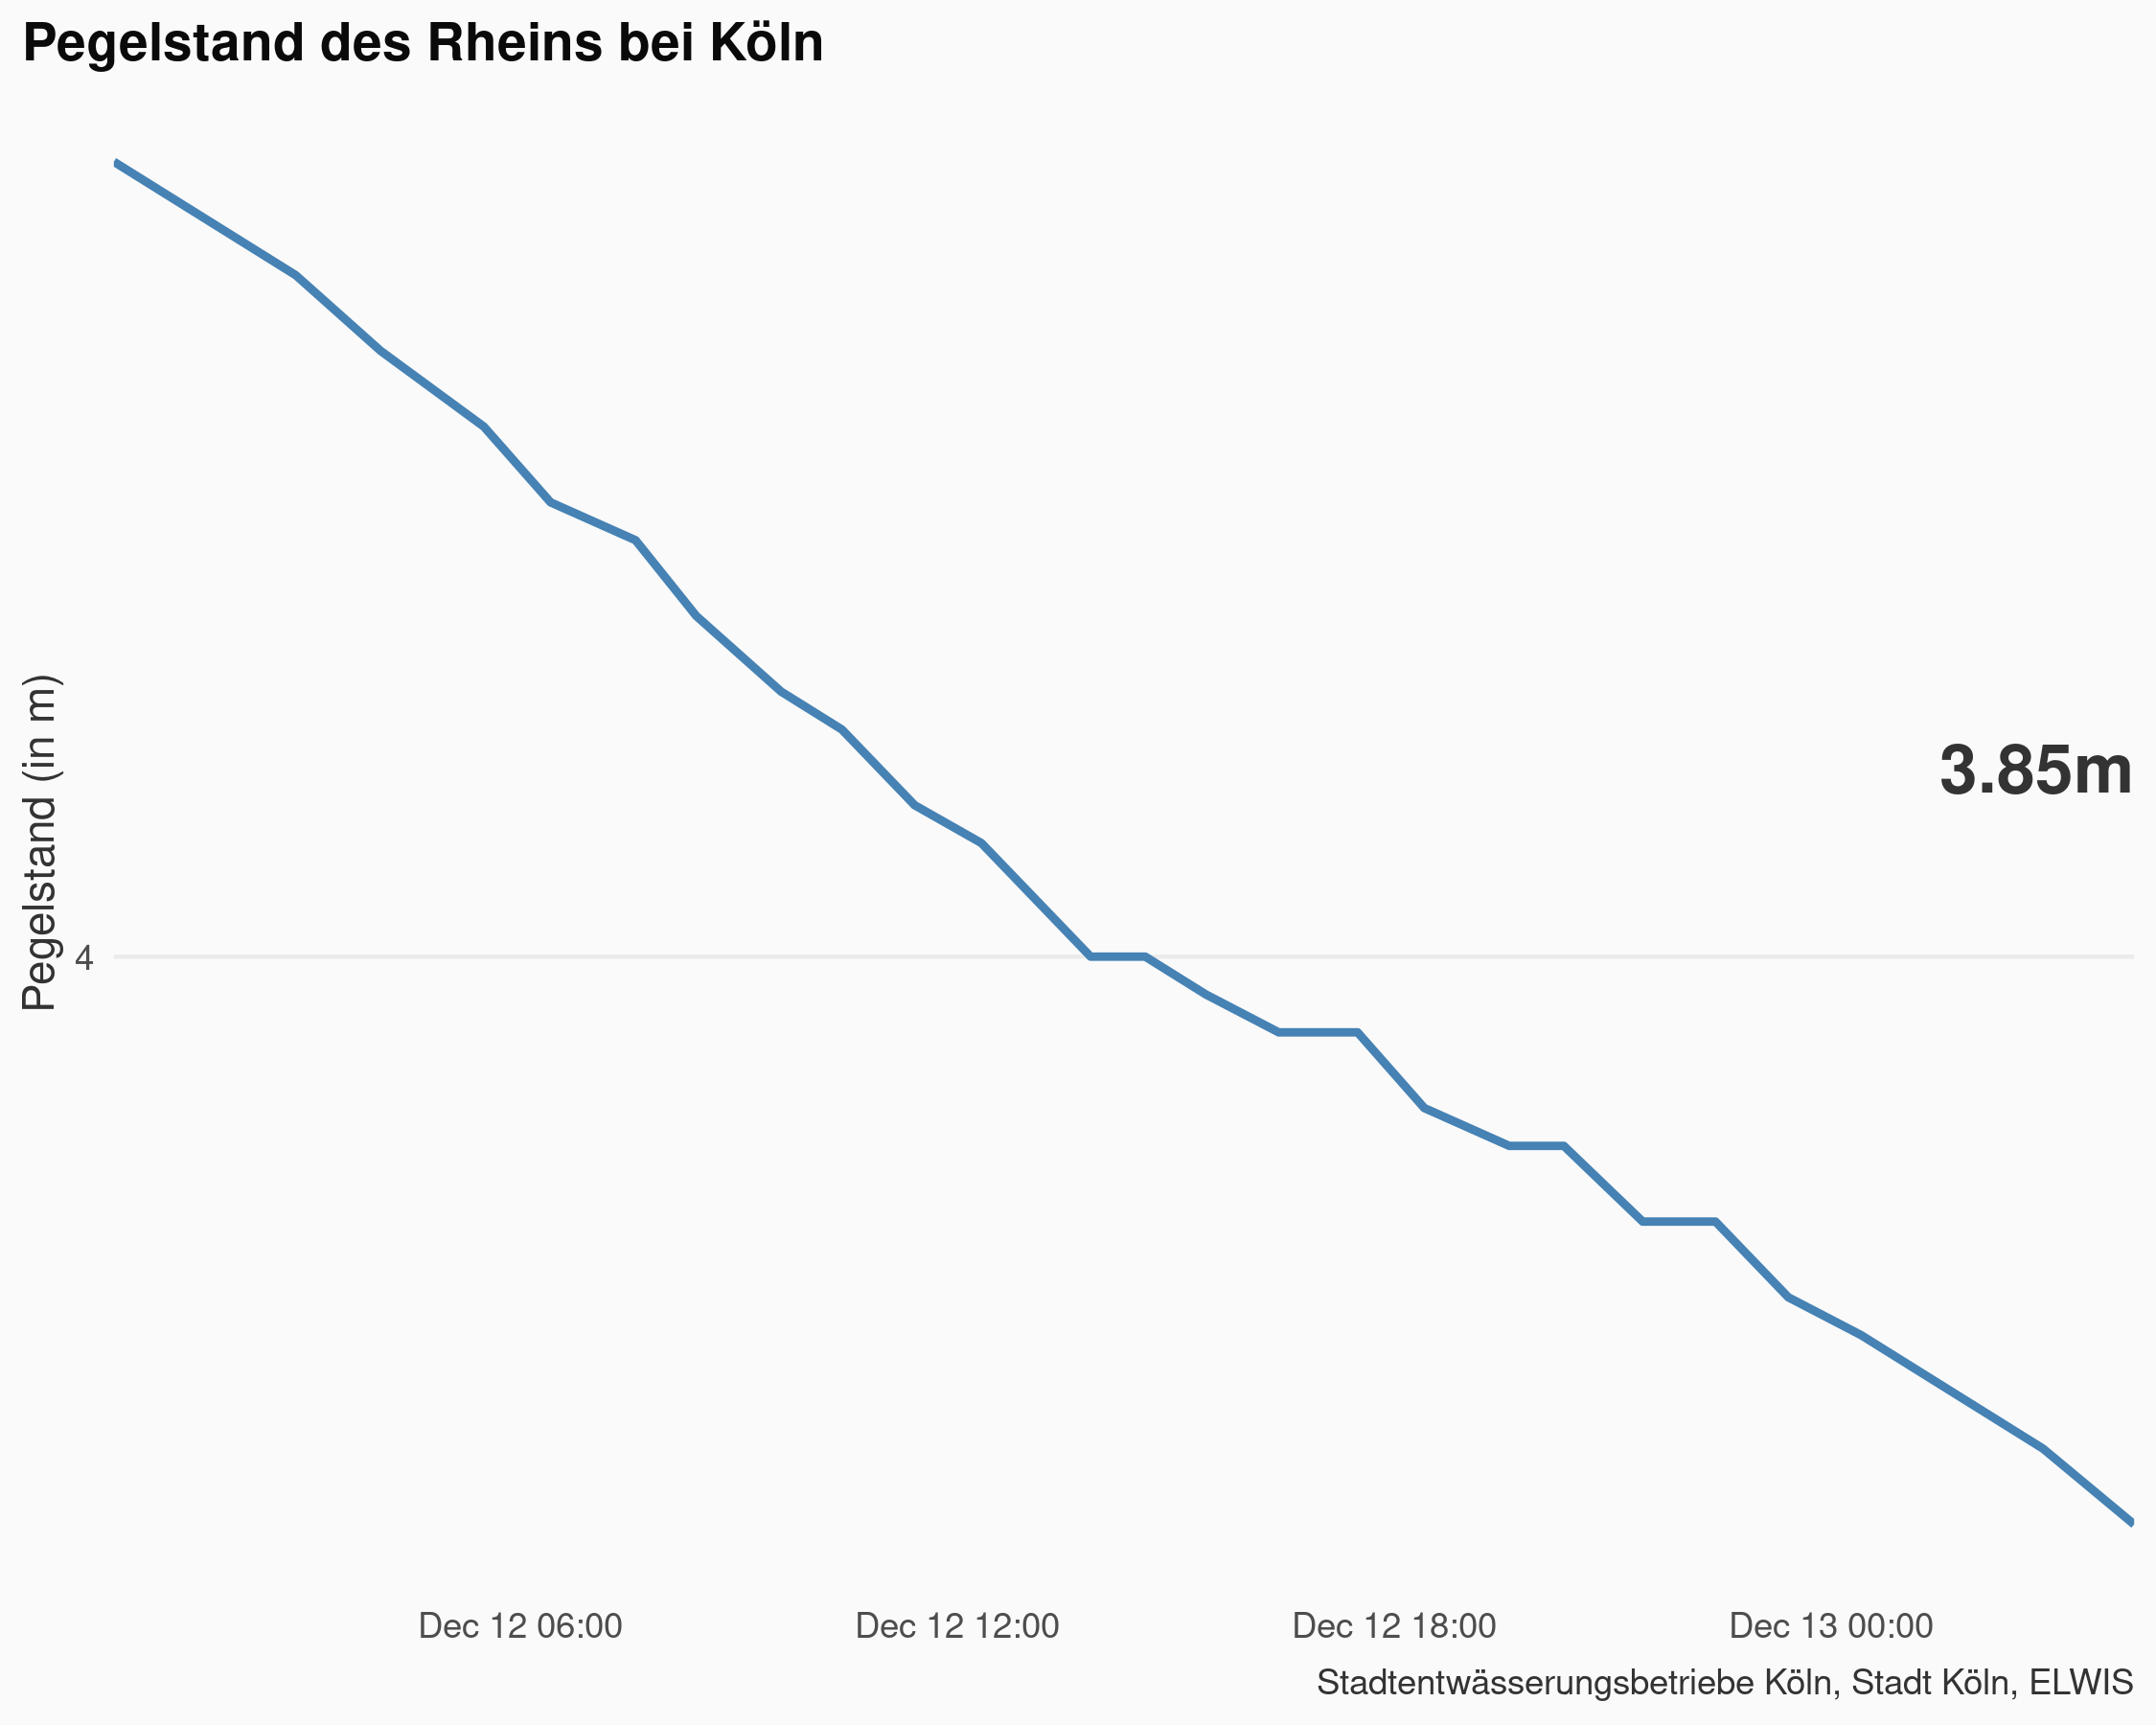 Pegelstand des Rheins bei Köln
Pegelstand (in m)
3.85m
4
Dec 12 06:00 Dec 12 12:00 Dec 12 18:00 Dec 13 00:00
Stadtentwässerungsbetriebe Köln, Stadt Köln, ELWIS